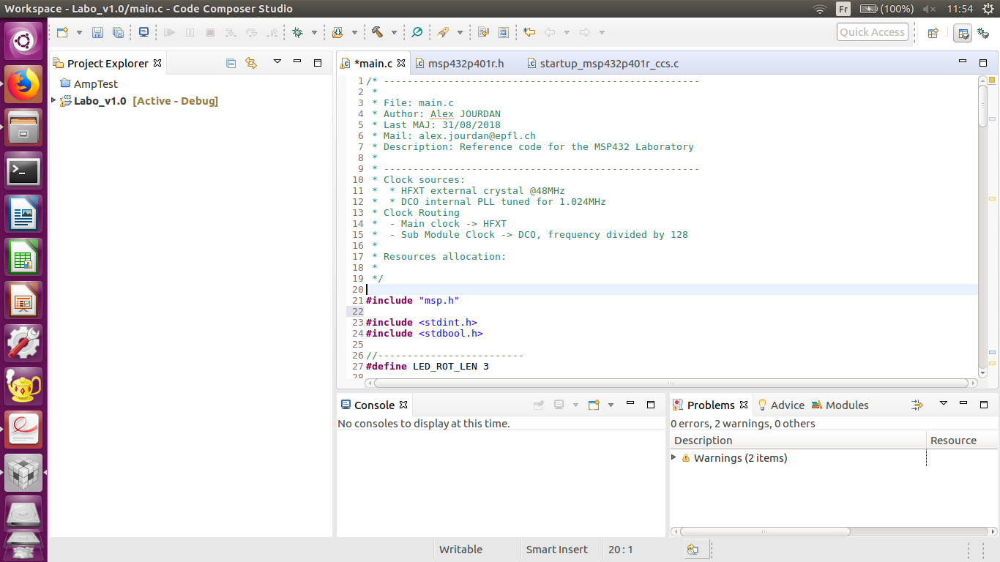 Workspace - Labo_v1.0/main.c - Code Composer Studio
Fr
(100%)
11:54
Quick Access
Project Explorer
*main.c
msp432p401r.h
startup_msp432p401r_ccs.c
AmpTest
Labo_v1.0 [Active - Debug]
1 /* ------------------------------------------------------
2 *
3 * File: main.c
4 * Author: Alex JOURDAN
5 * Last MAJ: 31/08/2018
6 * Mail: alex.jourdan@epfl.ch
7 * Description: Reference code for the MSP432 Laboratory
8 *
9 * ------------------------------------------------------
10 * Clock sources:
11 *  * HFXT external crystal @48MHz
12 *  * DCO internal PLL tuned for 1.024MHz
13 * Clock Routing
14 *  - Main clock -> HFXT
15 *  - Sub Module Clock -> DCO, frequency divided by 128
16 *
17 * Resources allocation:
18 *
19 */
20
21 #include "msp.h"
22
23 #include <stdint.h>
24 #include <stdbool.h>
25
26 //-------------------------
27 #define LED_ROT_LEN 3
28
Console
No consoles to display at this time.
Problems
Advice
Modules
0 errors, 2 warnings, 0 others
Description
Resource
Warnings (2 items)
Writable
Smart Insert
20 : 1